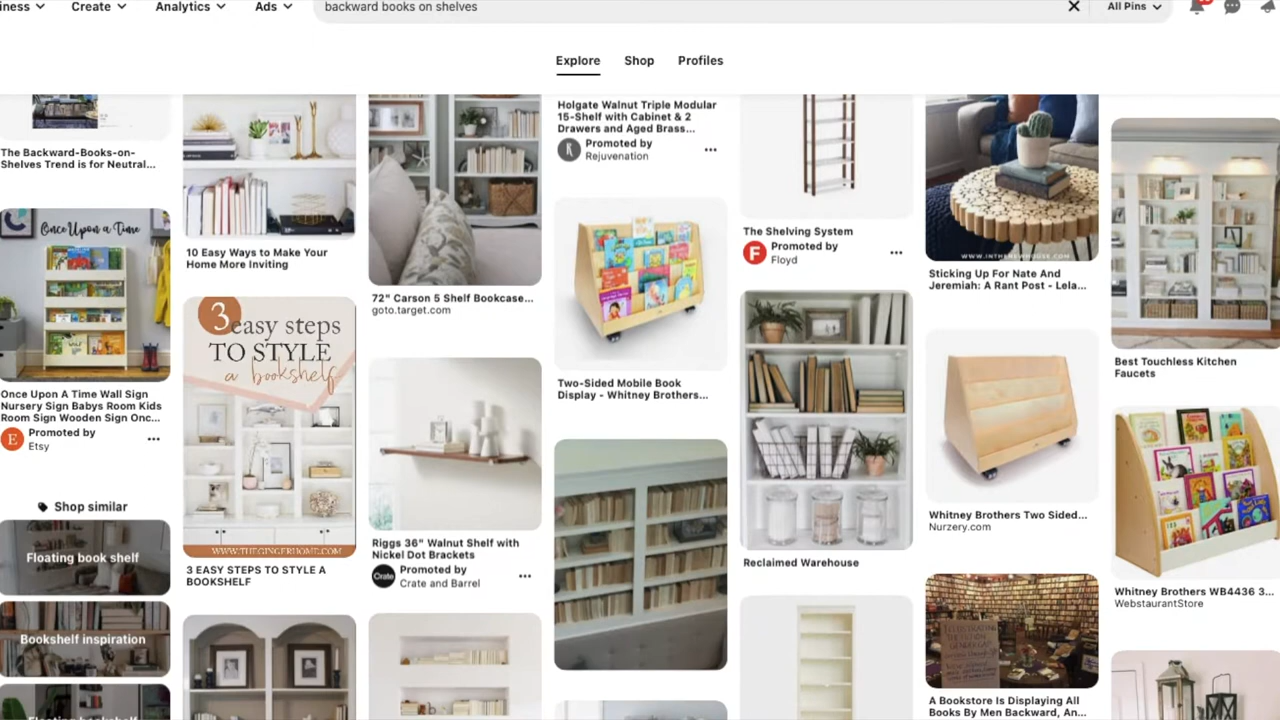 iness
Create
Analytics
Ads
backward books on shelves
All Pins
Explore
Shop
Profiles
The Backward-Books-on-
Shelves Trend is for Neutral...
Once Upon a Time
Once Upon A Time Wall Sign
Nursery Sign Babys Room Kids
Room Sign Wooden Sign Onc...
E
Promoted by
Etsy
Shop similar
Floating book shelf
Bookshelf inspiration
Floating bookshelf
10 Easy Ways to Make Your
Home More Inviting
3 easy steps
TO STYLE
a bookshelf
WWW.THEGINGERHOME.COM
3 EASY STEPS TO STYLE A
BOOKSHELF
72" Carson 5 Shelf Bookcase...
goto.target.com
Riggs 36" Walnut Shelf with
Nickel Dot Brackets
Crate
Promoted by
Crate and Barrel
Holgate Walnut Triple Modular
15-Shelf with Cabinet & 2
Drawers and Aged Brass...
R
Promoted by
Rejuvenation
Two-Sided Mobile Book
Display - Whitney Brothers...
The Shelving System
F
Promoted by
Floyd
Reclaimed Warehouse
WWW.INTHENEWHOUSE.COM
Sticking Up For Nate And
Jeremiah: A Rant Post - Lela...
Whitney Brothers Two Sided...
Nurzery.com
A Bookstore Is Displaying All
Books By Men Backward, An...
Best Touchless Kitchen
Faucets
Whitney Brothers WB4436 3...
WebstaurantStore